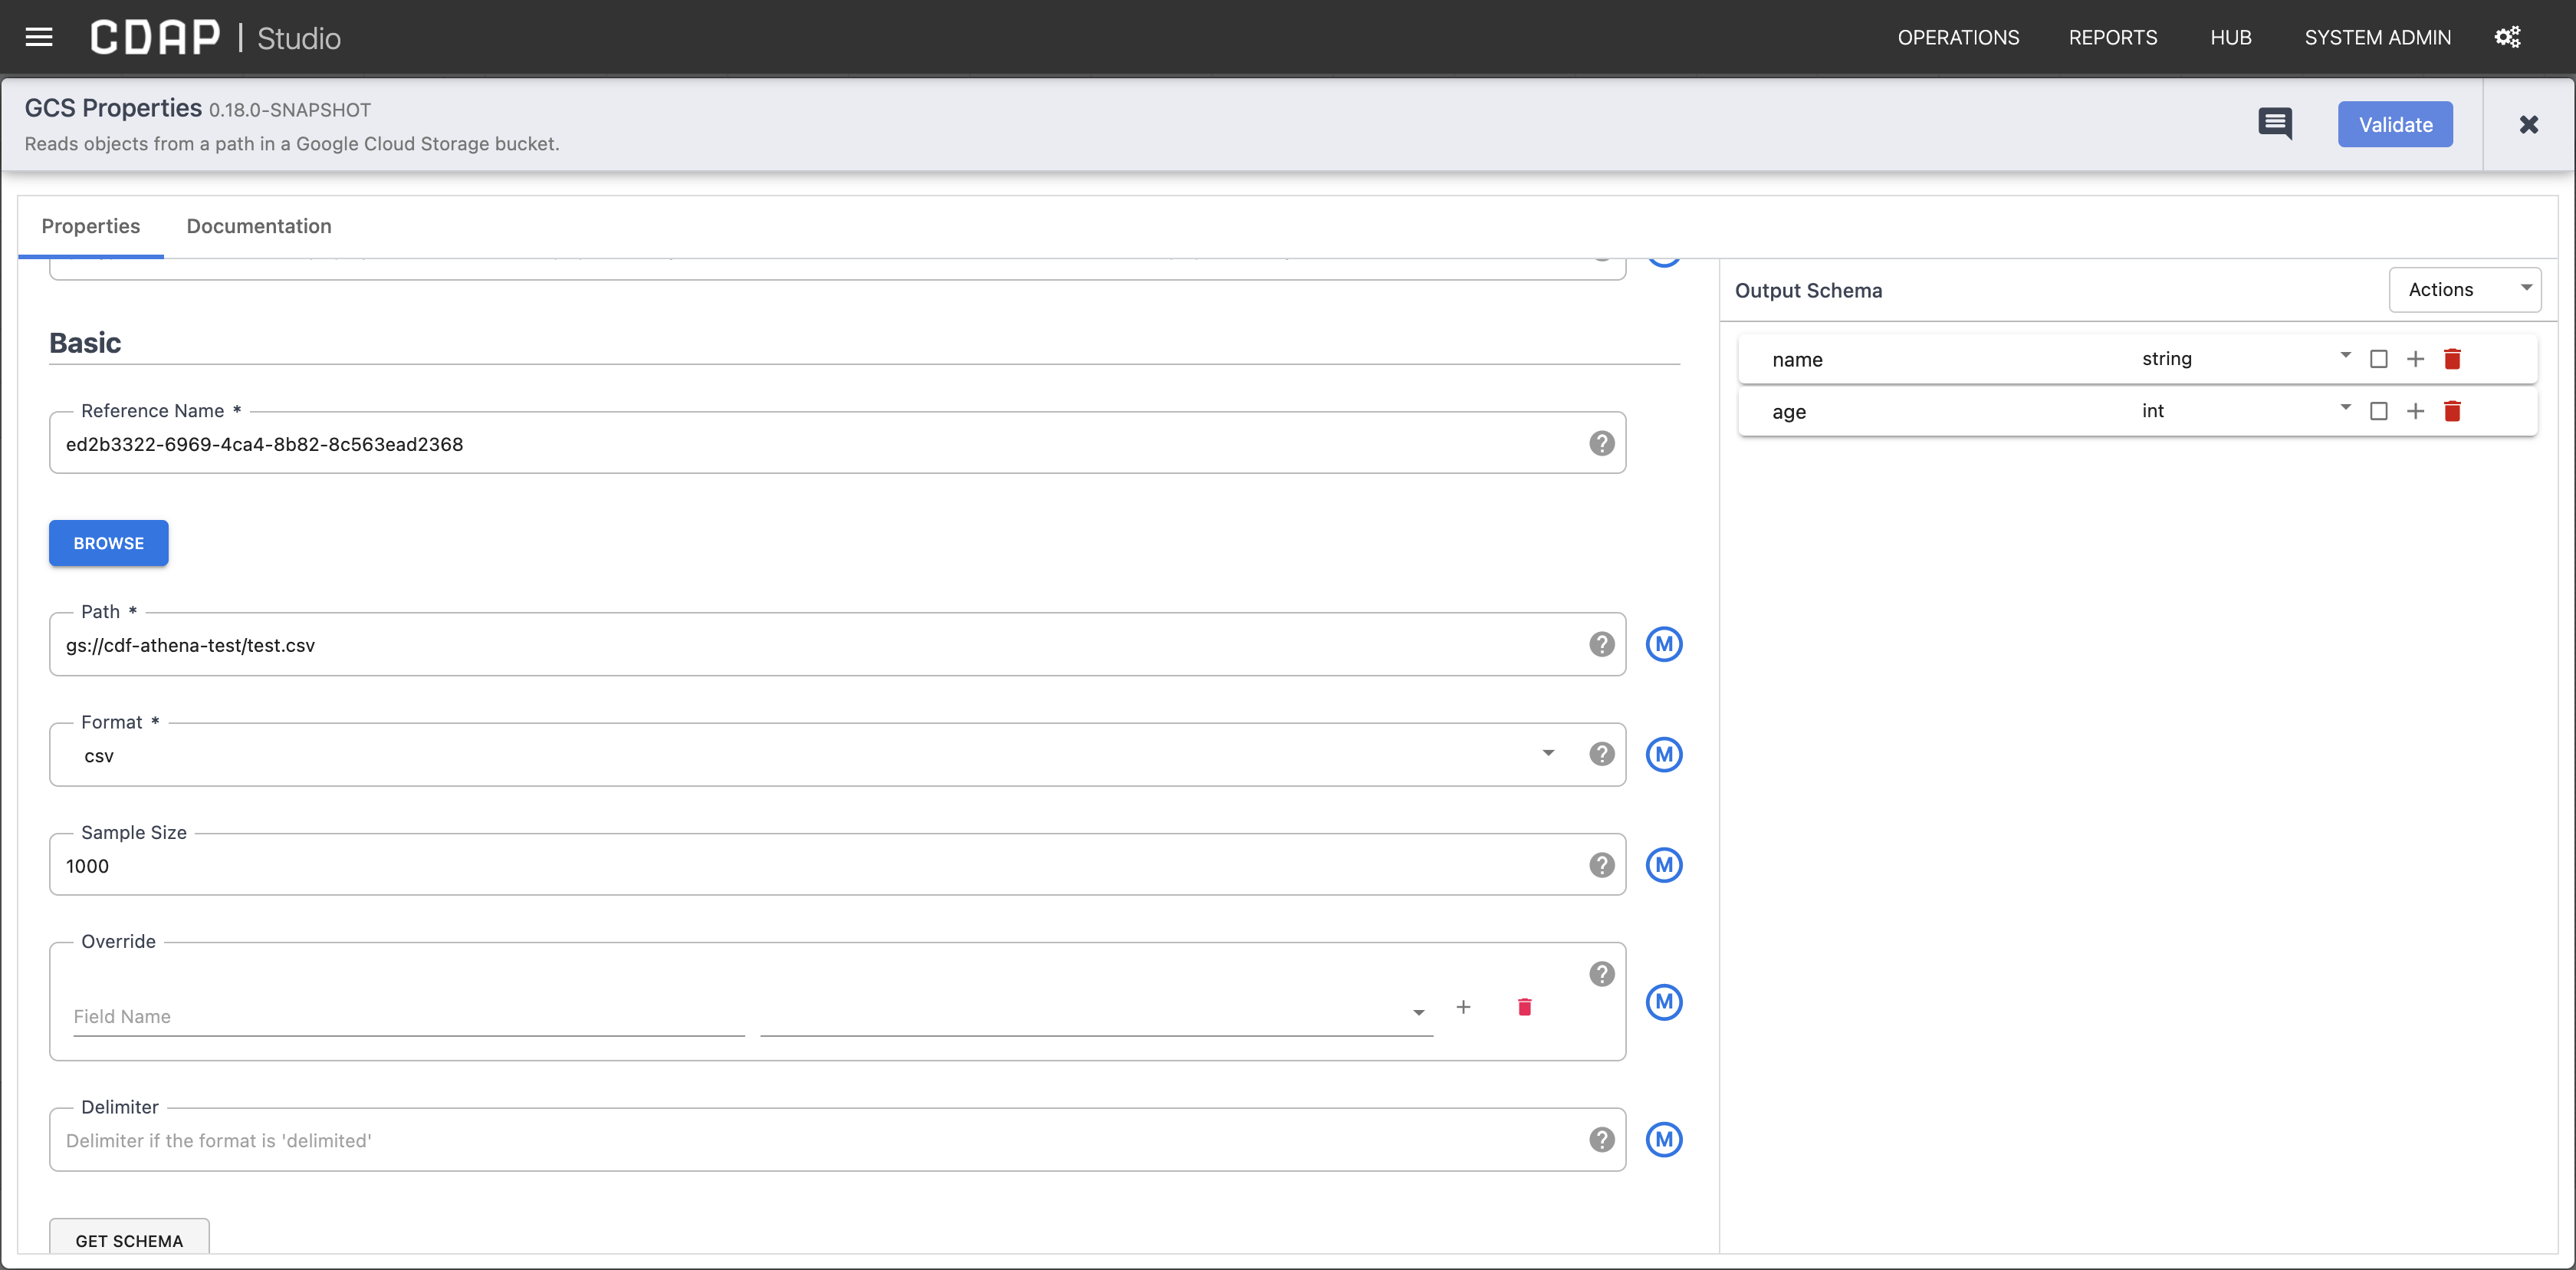 CDAP | Studio
OPERATIONS
REPORTS
HUB
SYSTEM ADMIN
GCS Properties 0.18.0-SNAPSHOT
Reads objects from a path in a Google Cloud Storage bucket.
Validate
Properties
Documentation
Output Schema
Actions
name
string
age
int
Basic
Reference Name *
ed2b3322-6969-4ca4-8b82-8c563ead2368
BROWSE
Path *
gs://cdf-athena-test/test.csv
M
Format *
csv
M
Sample Size
1000
M
Override
Field Name
M
Delimiter
Delimiter if the format is 'delimited'
M
GET SCHEMA